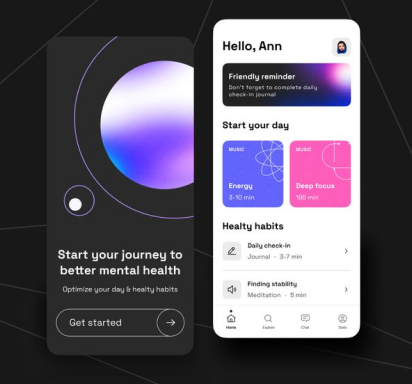 Start your journey to
better mental health
Optimize your day & healty habits
Get started
Hello, Ann
Friendly reminder
Don't forget to complete daily
check-in journal
Start your day
MUSIC
Energy
3-10 min
MUSIC
Deep focus
195 min
Healty habits
Daily check-in
Journal · 3-7 min
Finding stability
Meditation · 5 min
Home
Explore
Chat